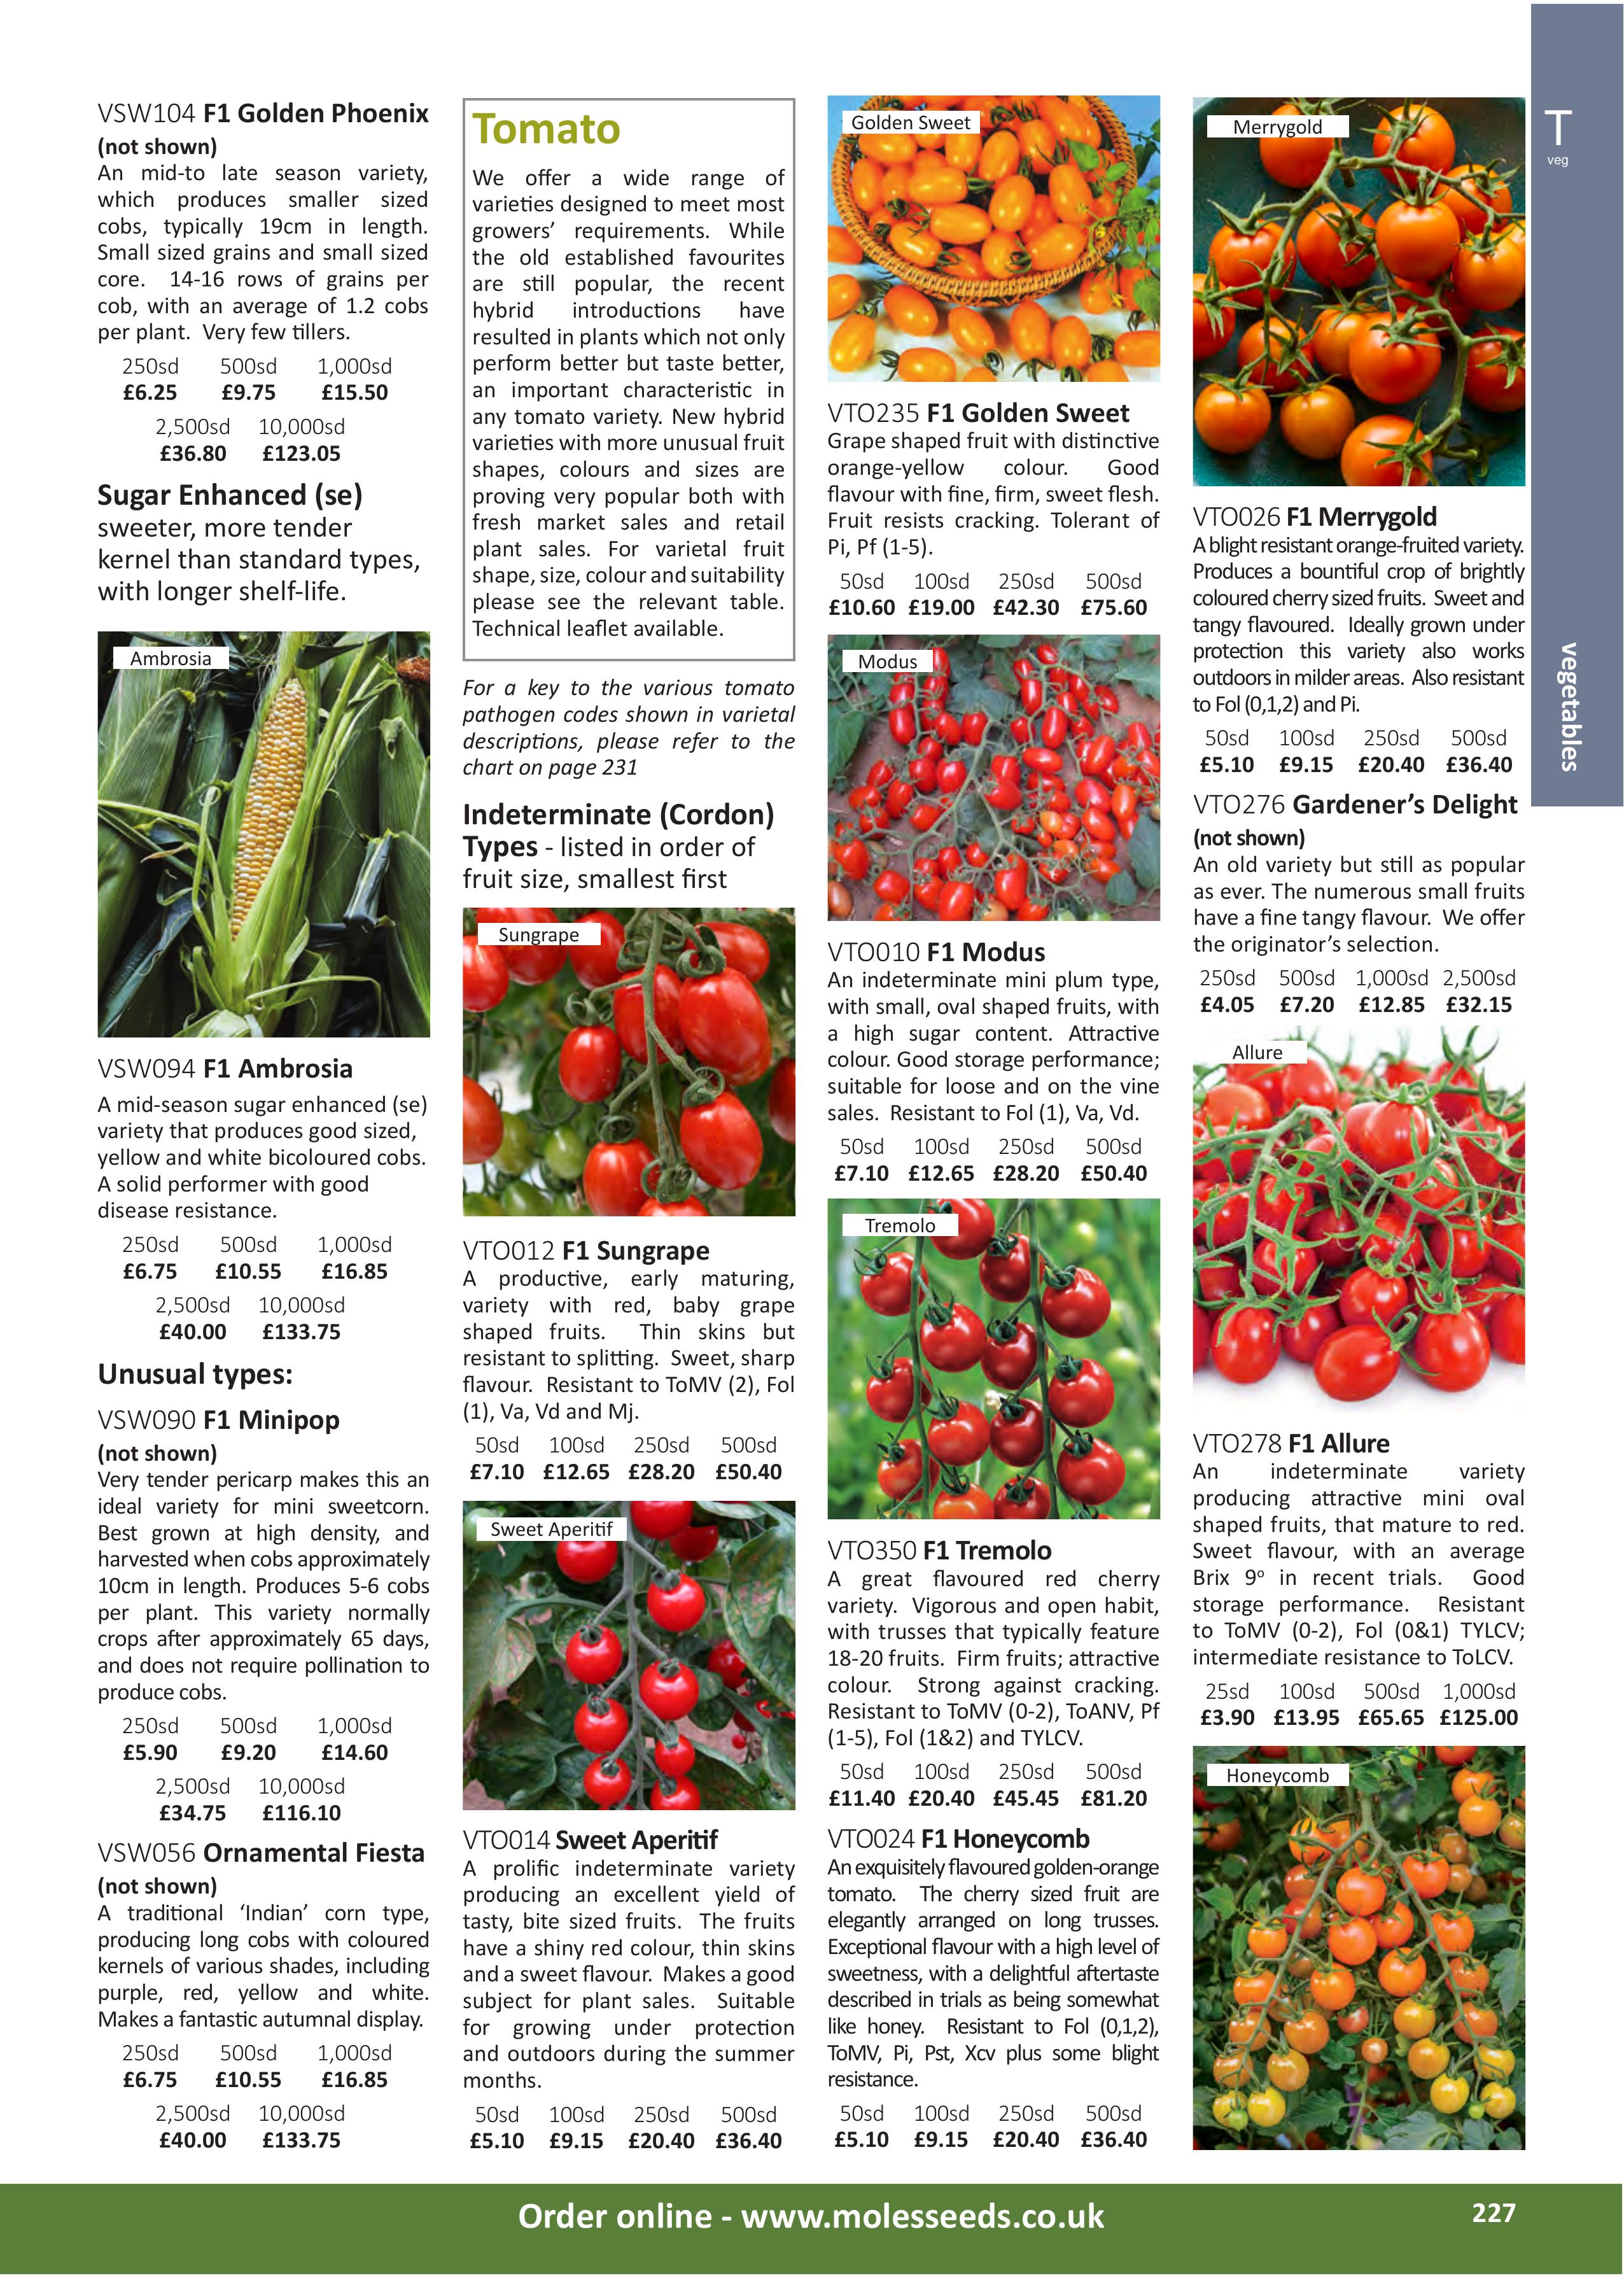 VSW104 F1 Golden Phoenix
(not shown)
An mid-to late season variety,
which produces smaller sized
cobs, typically 19cm in length.
Small sized grains and small sized
core. 14-16 rows of grains per
cob, with an average of 1.2 cobs
per plant. Very few tillers.
250sd 500sd 1,000sd
£6.25 £9.75 £15.50
2,500sd 10,000sd
£36.80 £123.05
Sugar Enhanced (se)
sweeter, more tender
kernel than standard types,
with longer shelf-life.
Ambrosia
VSW094 F1 Ambrosia
A mid-season sugar enhanced (se)
variety that produces good sized,
yellow and white bicoloured cobs.
A solid performer with good
disease resistance.
250sd 500sd 1,000sd
£6.75 £10.55 £16.85
2,500sd 10,000sd
£40.00 £133.75
Unusual types:
VSW090 F1 Minipop
(not shown)
Very tender pericarp makes this an
ideal variety for mini sweetcorn.
Best grown at high density, and
harvested when cobs approximately
10cm in length. Produces 5-6 cobs
per plant. This variety normally
crops after approximately 65 days,
and does not require pollination to
produce cobs.
250sd 500sd 1,000sd
£5.90 £9.20 £14.60
2,500sd 10,000sd
£34.75 £116.10
VSW056 Ornamental Fiesta
(not shown)
A traditional ‘Indian’ corn type,
producing long cobs with coloured
kernels of various shades, including
purple, red, yellow and white.
Makes a fantastic autumnal display.
250sd 500sd 1,000sd
£6.75 £10.55 £16.85
2,500sd 10,000sd
£40.00 £133.75
Tomato
We offer a wide range of
varieties designed to meet most
growers’ requirements. While
the old established favourites
are still popular, the recent
hybrid introductions have
resulted in plants which not only
perform better but taste better,
an important characteristic in
any tomato variety. New hybrid
varieties with more unusual fruit
shapes, colours and sizes are
proving very popular both with
fresh market sales and retail
plant sales. For varietal fruit
shape, size, colour and suitability
please see the relevant table.
Technical leaflet available.
For a key to the various tomato
pathogen codes shown in varietal
descriptions, please refer to the
chart on page 231
Indeterminate (Cordon)
Types - listed in order of
fruit size, smallest first
Sungrape
VTO012 F1 Sungrape
A productive, early maturing,
variety with red, baby grape
shaped fruits. Thin skins but
resistant to splitting. Sweet, sharp
flavour. Resistant to ToMV (2), Fol
(1), Va, Vd and Mj.
50sd 100sd 250sd 500sd
£7.10 £12.65 £28.20 £50.40
Sweet Aperitif
VTO014 Sweet Aperitif
A prolific indeterminate variety
producing an excellent yield of
tasty, bite sized fruits. The fruits
have a shiny red colour, thin skins
and a sweet flavour. Makes a good
subject for plant sales. Suitable
for growing under protection
and outdoors during the summer
months.
50sd 100sd 250sd 500sd
£5.10 £9.15 £20.40 £36.40
Golden Sweet
VTO235 F1 Golden Sweet
Grape shaped fruit with distinctive
orange-yellow colour. Good
flavour with fine, firm, sweet flesh.
Fruit resists cracking. Tolerant of
Pi, Pf (1-5).
50sd 100sd 250sd 500sd
£10.60 £19.00 £42.30 £75.60
Modus
VTO010 F1 Modus
An indeterminate mini plum type,
with small, oval shaped fruits, with
a high sugar content. Attractive
colour. Good storage performance;
suitable for loose and on the vine
sales. Resistant to Fol (1), Va, Vd.
50sd 100sd 250sd 500sd
£7.10 £12.65 £28.20 £50.40
Tremolo
VTO350 F1 Tremolo
A great flavoured red cherry
variety. Vigorous and open habit,
with trusses that typically feature
18-20 fruits. Firm fruits; attractive
colour. Strong against cracking.
Resistant to ToMV (0-2), ToANV, Pf
(1-5), Fol (1&2) and TYLCV.
50sd 100sd 250sd 500sd
£11.40 £20.40 £45.45 £81.20
VTO024 F1 Honeycomb
An exquisitely flavoured golden-orange
tomato. The cherry sized fruit are
elegantly arranged on long trusses.
Exceptional flavour with a high level of
sweetness, with a delightful aftertaste
described in trials as being somewhat
like honey. Resistant to Fol (0,1,2),
ToMV, Pi, Pst, Xcv plus some blight
resistance.
50sd 100sd 250sd 500sd
£5.10 £9.15 £20.40 £36.40
Merrygold
VTO026 F1 Merrygold
A blight resistant orange-fruited variety.
Produces a bountiful crop of brightly
coloured cherry sized fruits. Sweet and
tangy flavoured. Ideally grown under
protection this variety also works
outdoors in milder areas. Also resistant
to Fol (0,1,2) and Pi.
50sd 100sd 250sd 500sd
£5.10 £9.15 £20.40 £36.40
VTO276 Gardener’s Delight
(not shown)
An old variety but still as popular
as ever. The numerous small fruits
have a fine tangy flavour. We offer
the originator’s selection.
250sd 500sd 1,000sd 2,500sd
£4.05 £7.20 £12.85 £32.15
Allure
VTO278 F1 Allure
An indeterminate variety
producing attractive mini oval
shaped fruits, that mature to red.
Sweet flavour, with an average
Brix 9° in recent trials. Good
storage performance. Resistant
to ToMV (0-2), Fol (0&1) TYLCV;
intermediate resistance to ToLCV.
25sd 100sd 500sd 1,000sd
£3.90 £13.95 £65.65 £125.00
Honeycomb
T
veg
vegetables
Order online - www.molesseeds.co.uk
227